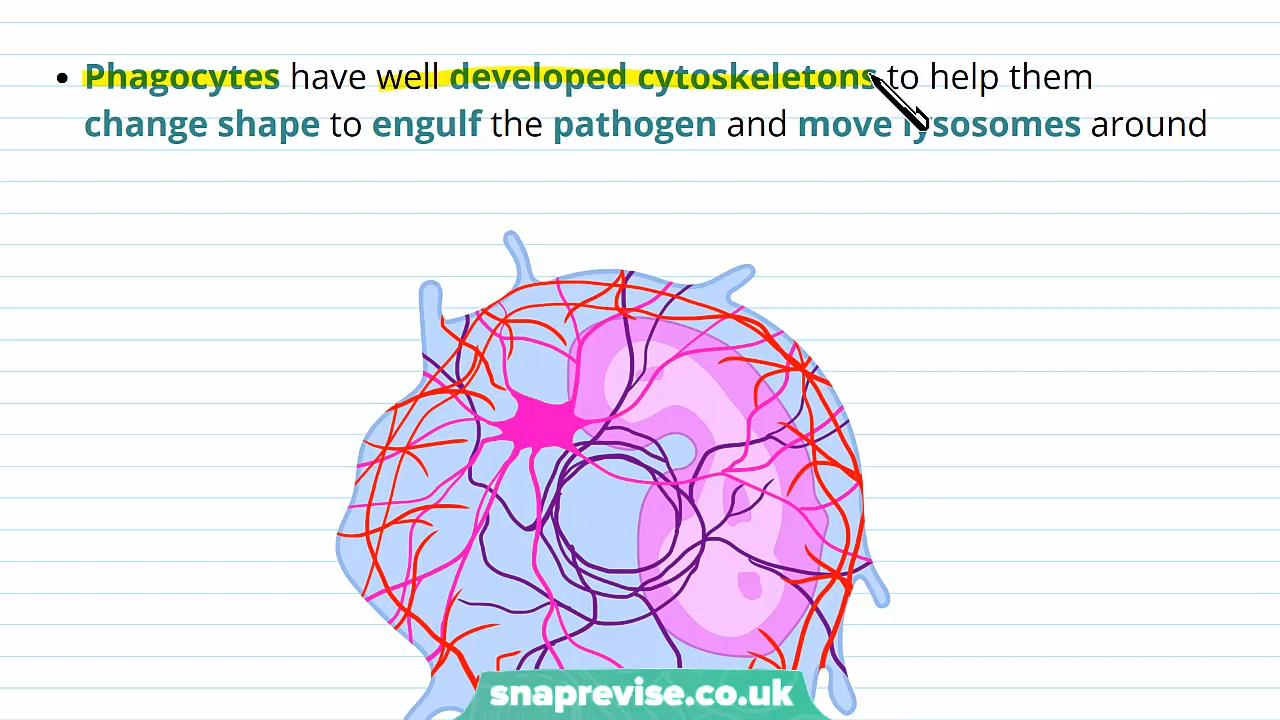 • Phagocytes have well developed cytoskeletons to help them
change shape to engulf the pathogen and move lysosomes around
snaprevise.co.uk